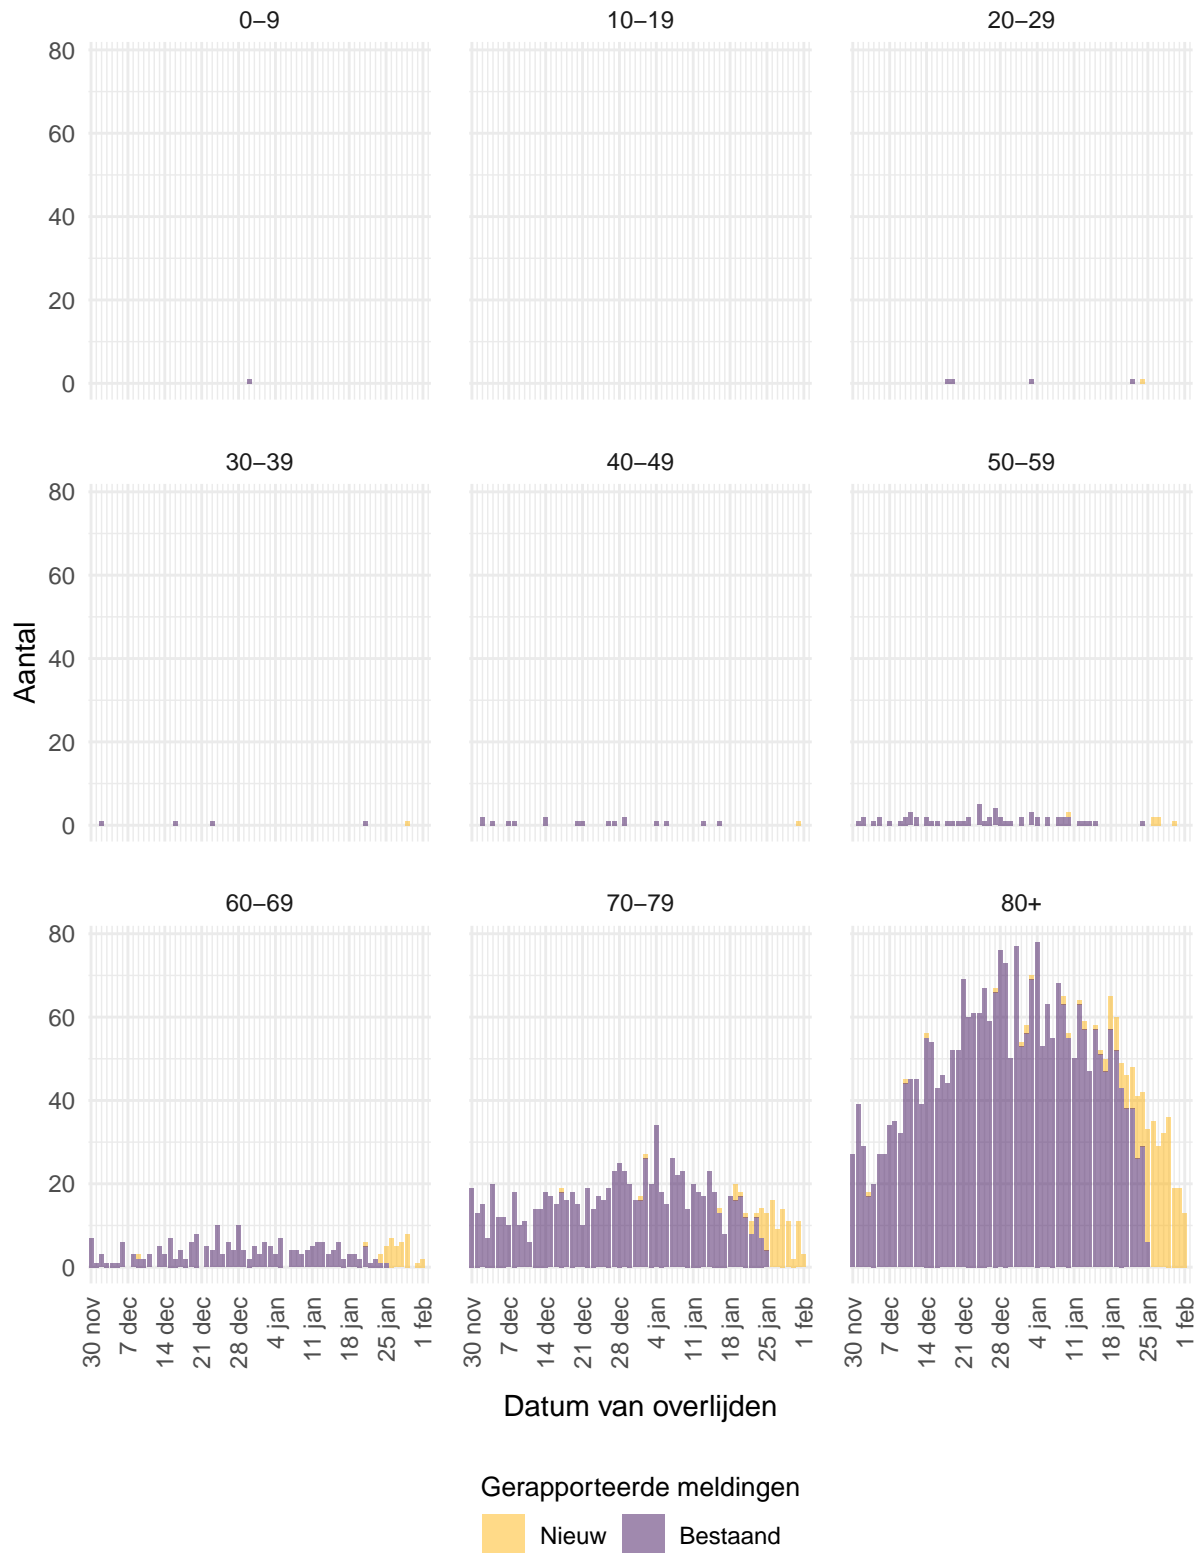 0–9
10–19
20–29
80
60
40
20
0
30–39
40–49
50–59
80
60
40
20
0
Aantal
60–69
70–79
80+
80
60
40
20
0
30 nov
7 dec
14 dec
21 dec
28 dec
4 jan
11 jan
18 jan
25 jan
1 feb
30 nov
7 dec
14 dec
21 dec
28 dec
4 jan
11 jan
18 jan
25 jan
1 feb
30 nov
7 dec
14 dec
21 dec
28 dec
4 jan
11 jan
18 jan
25 jan
1 feb
Datum van overlijden
Gerapporteerde meldingen
Nieuw
Bestaand